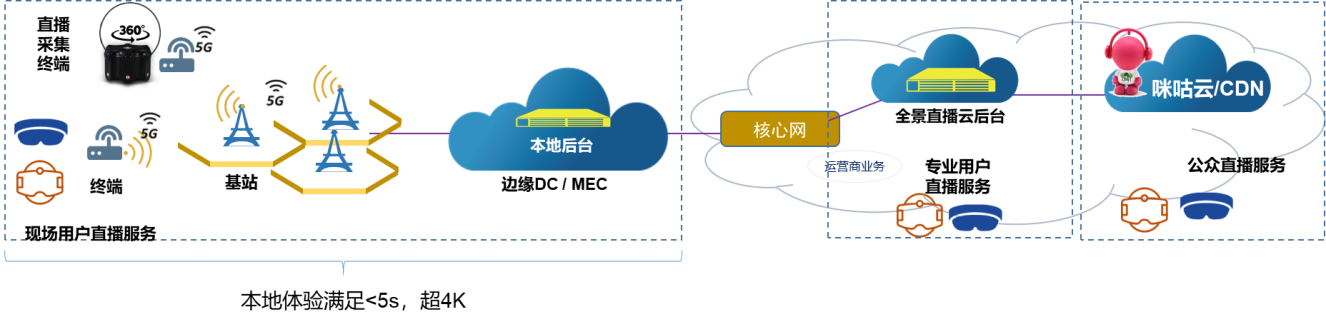 直播
采集
终端
360°
5G
5G
终端
现场用户直播服务
5G
基站
本地后台
边缘DC / MEC
核心网
运营商业务
全景直播云后台
专业用户
直播服务
咪咕云/CDN
公众直播服务
本地体验满足<5s，超4K